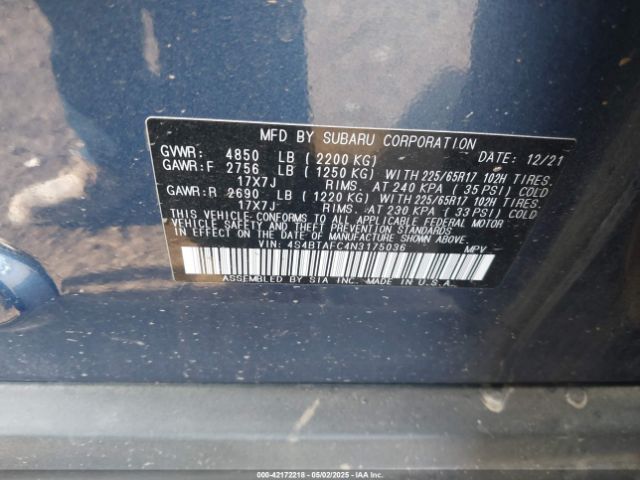 MFD BY SUBARU CORPORATION
GVWR: 4850 LB (2200 KG) DATE: 12/21
GAWR:F 2756 LB (1250 KG) WITH 225/65R17 102H TIRES.
17X7J RIMS. AT 240 KPA (35 PSI) COLD
GAWR:R 2690 LB (1220 KG) WITH 225/65R17 102H TIRES.
17X7J RIMS. AT 230 KPA (33 PSI) COLD
THIS VEHICLE CONFORMS TO ALL APPLICABLE FEDERAL MOTOR
VEHICLE SAFETY AND THEFT PREVENTION STANDARDS
IN EFFECT ON THE DATE OF MANUFACTURE SHOWN ABOVE.
VIN: 4S4BTAFC4N3175036 MPV
ASSEMBLED BY SIA INC. MADE IN U.S.A.
000-42172218 - 05/02/2025 - IAAI.COM